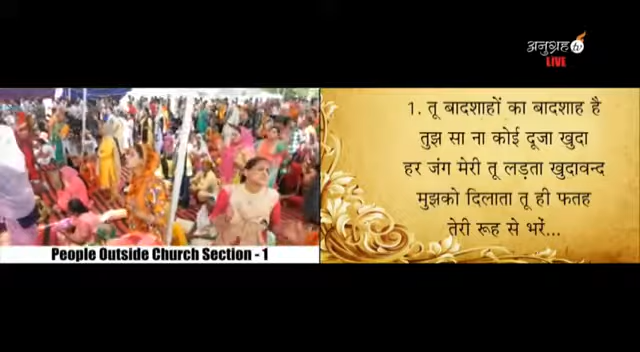 अनुग्रह tv
LIVE
1. तू बादशाहों का बादशाह है
तुझ सा ना कोई दूजा खुदा
हर जंग मेरी तू लड़ता खुदावन्द
मुझको दिलाता तू ही फतह
तेरी रूह से भरें...
People Outside Church Section - 1